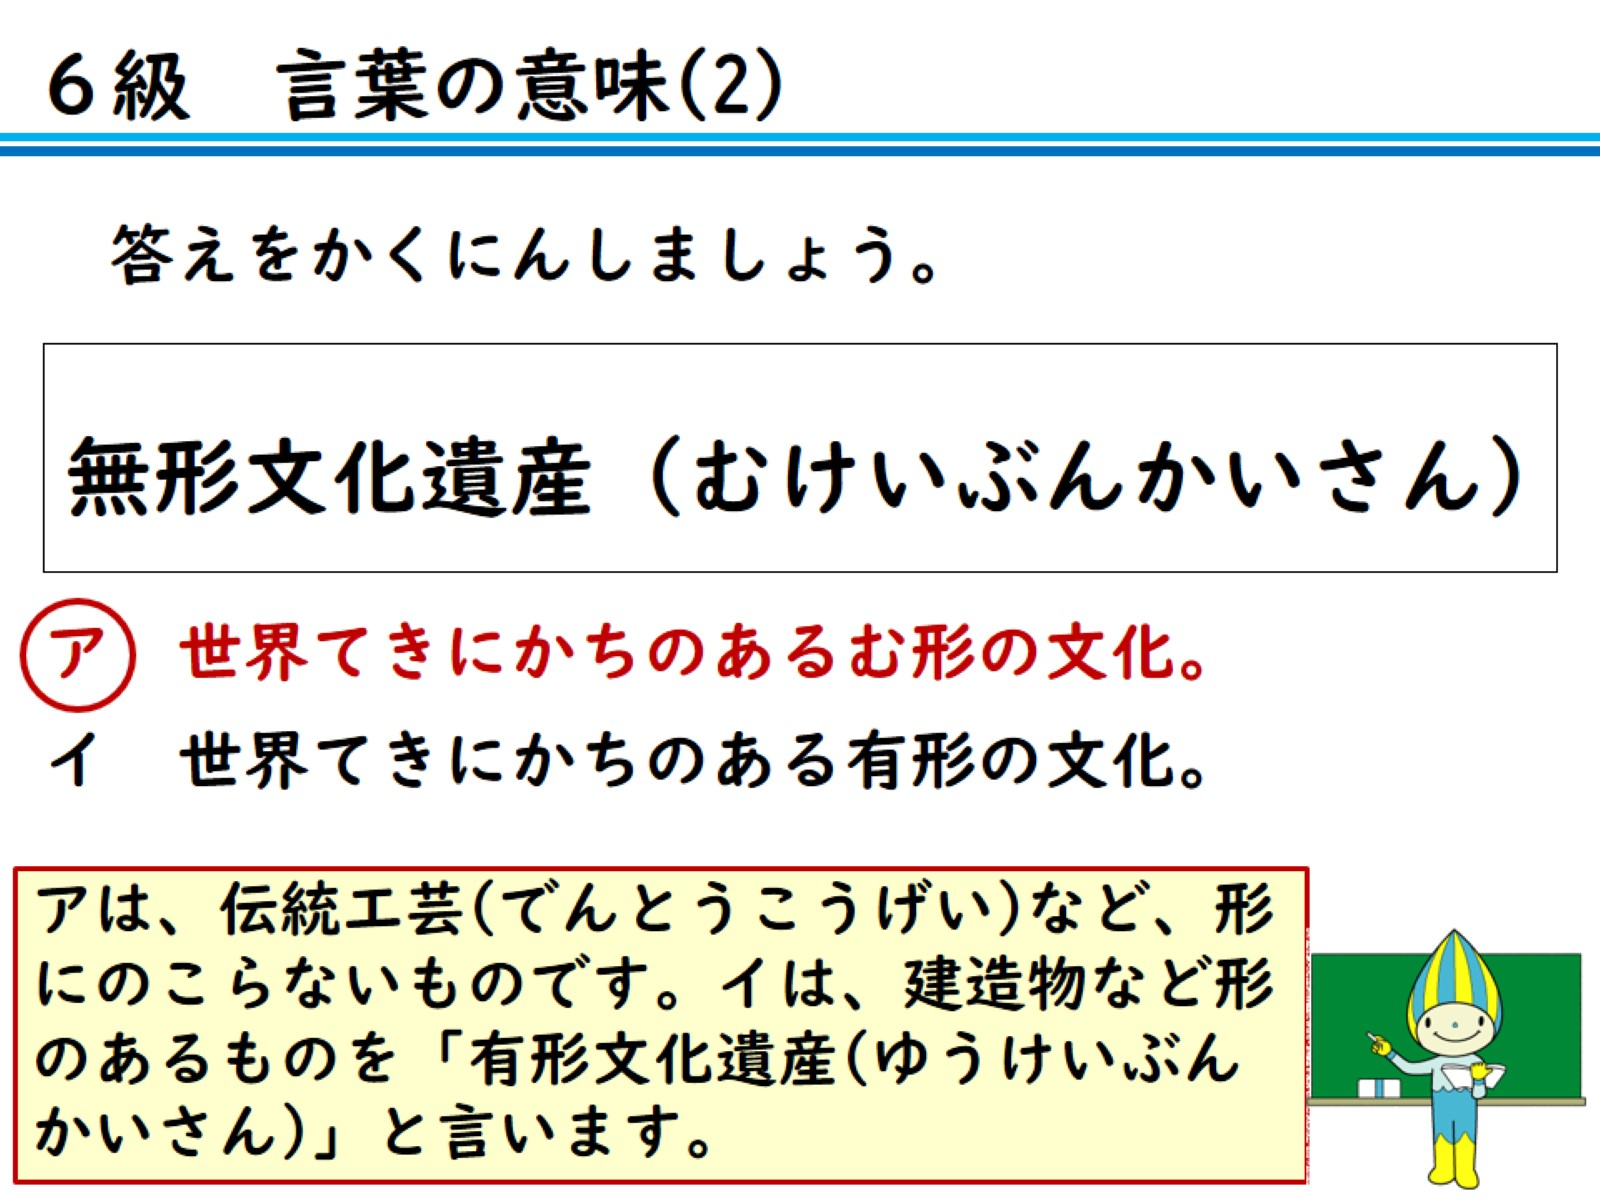 ６級　言葉の意味(2)
答えをかくにんしましょう。
無形文化遺産（むけいぶんかいさん）
ア　世界てきにかちのあるむ形の文化。
イ　世界てきにかちのある有形の文化。
アは、伝統工芸(でんとうこうげい)など、形
にのこらないものです。イは、建造物など形
のあるものを「有形文化遺産(ゆうけいぶん
かいさん)」と言います。